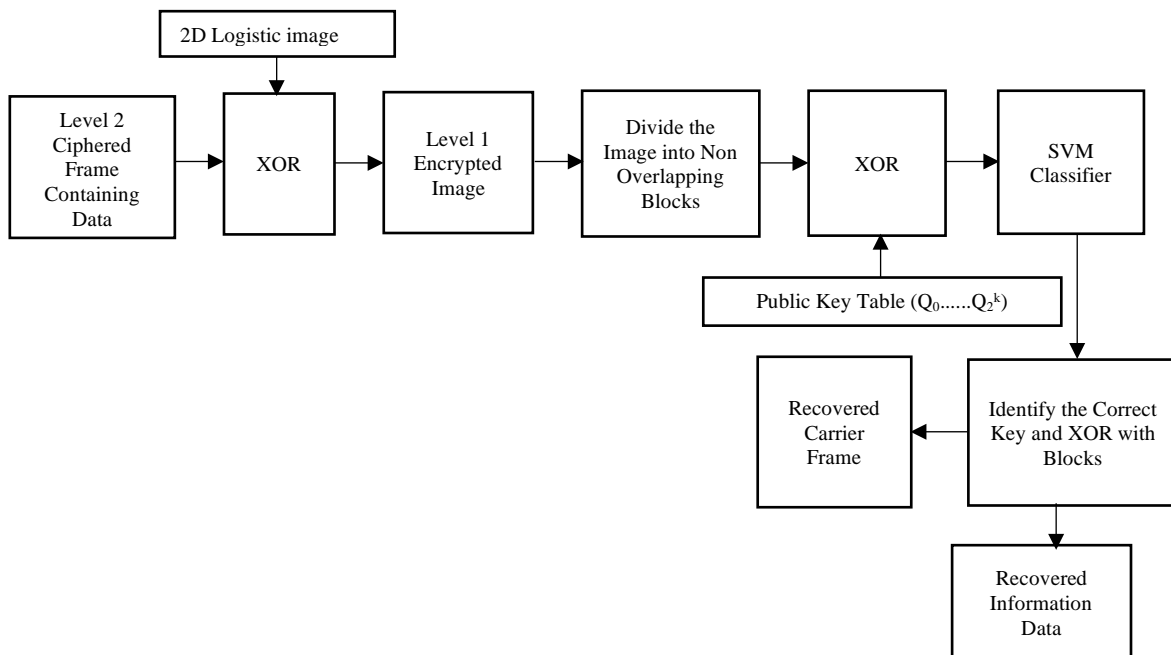 2D Logistic image
Level 2
Ciphered
Frame
Containing
Data
XOR
Level 1
Encrypted
Image
Divide the
Image into Non
Overlapping
Blocks
XOR
SVM
Classifier
Public Key Table (Q₀......Q₂ᵏ)
Recovered
Carrier
Frame
Identify the Correct
Key and XOR with
Blocks
Recovered
Information
Data